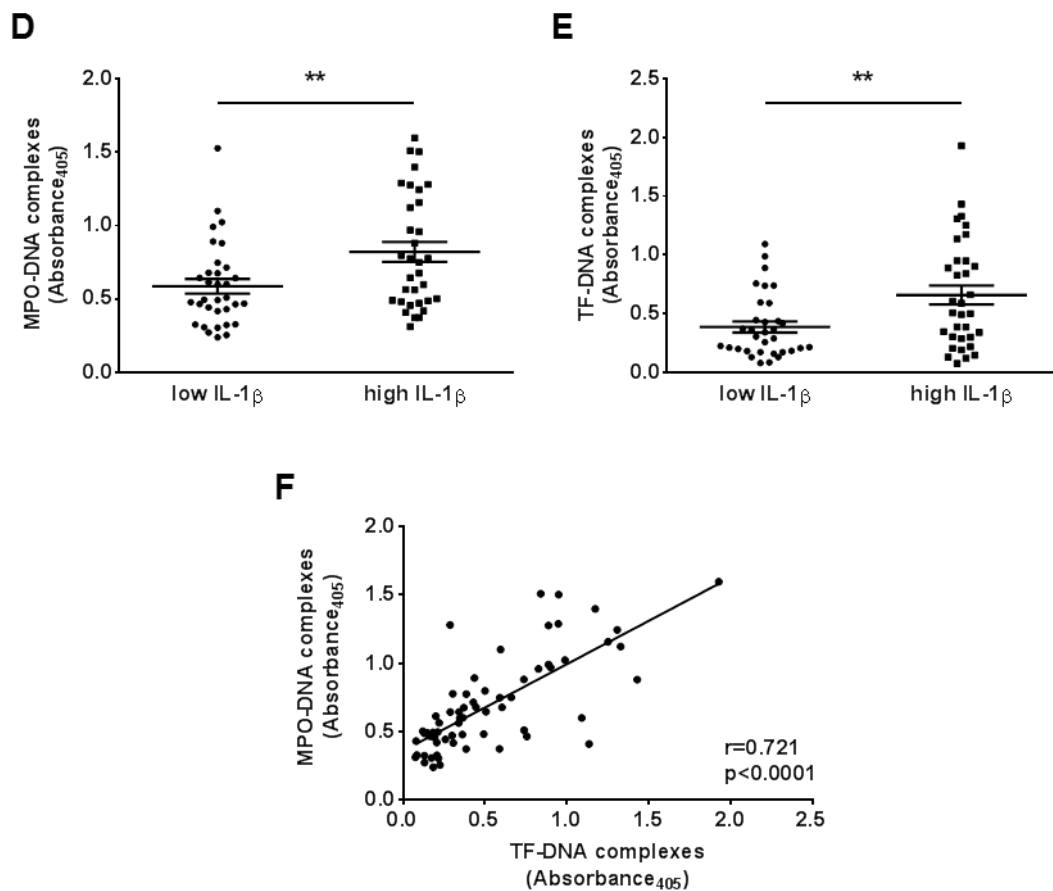 D
MPO-DNA complexes
(Absorbance405)
2.0
1.5
1.0
0.5
0.0
**
low IL-1β
high IL-1β
E
TF-DNA complexes
(Absorbance405)
2.5
2.0
1.5
1.0
0.5
0.0
**
low IL-1β
high IL-1β
F
MPO-DNA complexes
(Absorbance405)
2.0
1.5
1.0
0.5
0.0
r=0.721
p<0.0001
0.0 0.5 1.0 1.5 2.0 2.5
TF-DNA complexes
(Absorbance405)